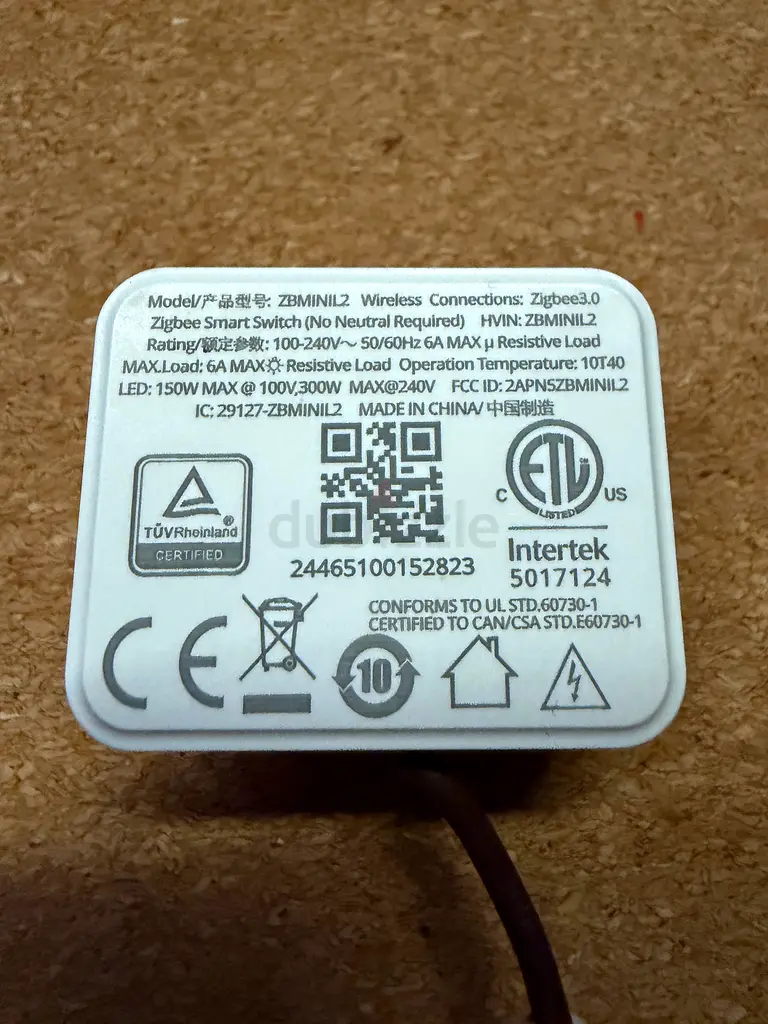 Model/产品型号: ZBMINIL2 Wireless Connections: Zigbee3.0
Zigbee Smart Switch (No Neutral Required) HVIN: ZBMINIL2
Rating/额定参数: 100-240V~ 50/60Hz 6A MAX μ Resistive Load
MAX.Load: 6A MAX Resistive Load Operation Temperature: 10T40
LED: 150W MAX @ 100V,300W MAX@240V FCC ID: 2APN5ZBMINIL2
IC: 29127-ZBMINIL2 MADE IN CHINA/ 中国制造
TÜVRheinland®
CERTIFIED
dubizzle
24465100152823
C ETL CM US
LISTED
Intertek
5017124
CONFORMS TO UL STD.60730-1
CERTIFIED TO CAN/CSA STD.E60730-1
CE
10